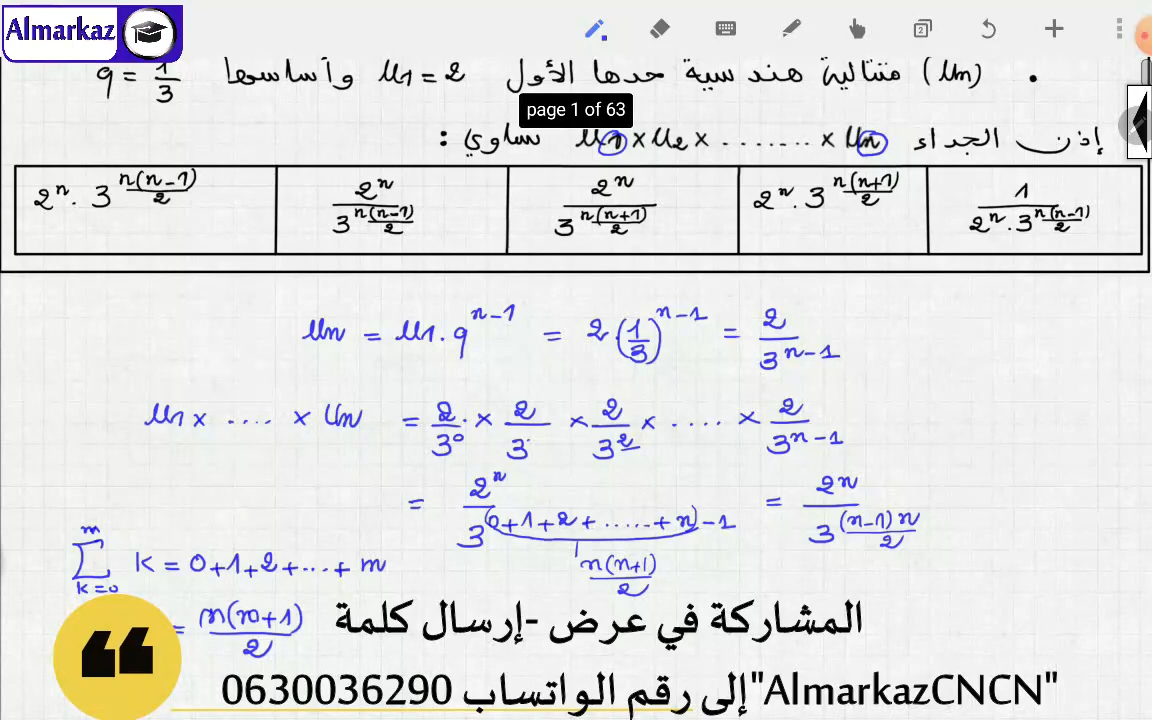 Almarkaz
• (Un) متتالية هندسية حدها الأول U1 = 2 وأساسها q = 1/3
page 1 of 63
إذن الجداء U1 × U2 × ........ × Un تساوي :
2^n . 3^(n(n-1)/2) | 2^n / 3^(n(n-1)/2) | 2^n / 3^(n(n+1)/2) | 2^n . 3^(n(n+1)/2) | 1 / (2^n . 3^(n(n-1)/2))
Un = U1 . q^(n-1) = 2 . (1/3)^(n-1) = 2 / 3^(n-1)
U1 × .... × Un = 2/3^0 × 2/3 × 2/3^2 × .... × 2/3^(n-1)
= 2^n / 3^((0+1+2+.....+n)-1) = 2^n / 3^((n-1)n/2)
n(n+1)/2
∑_(k=0)^m k = 0+1+2+...+m
= m(m+1)/2
المشاركة في عرض -إرسال كلمة
"AlmarkazCNCN"إلى رقم الواتساب 0630036290